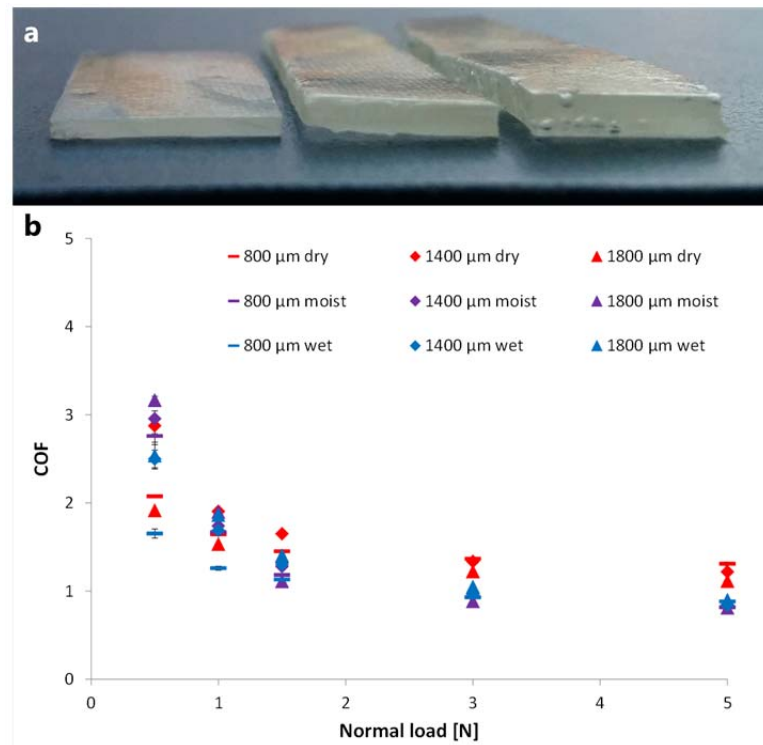 a
b
5
800 µm dry 1400 µm dry 1800 µm dry
4
800 µm moist 1400 µm moist 1800 µm moist
800 µm wet 1400 µm wet 1800 µm wet
3
COF
2
1
0
0 1 2 3 4 5
Normal load [N]